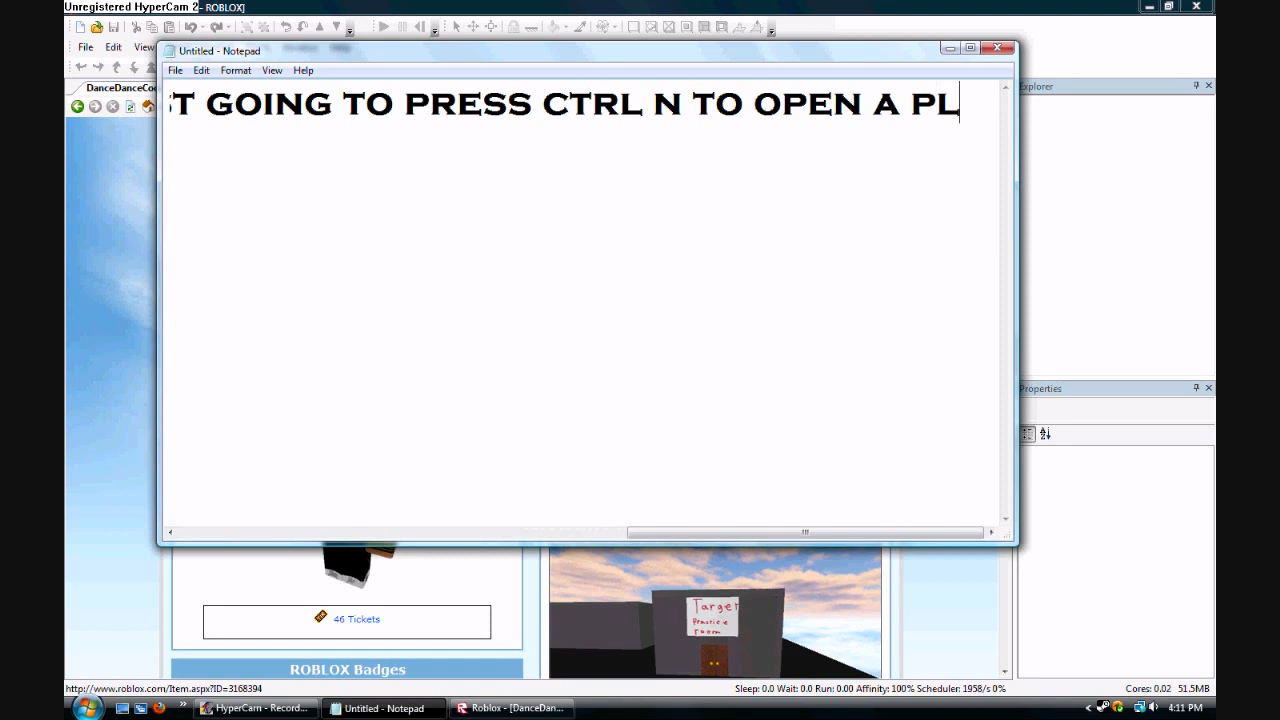 Unregistered HyperCam 2 - ROBLOX]
File Edit View
Untitled - Notepad
File Edit Format View Help
ST GOING TO PRESS CTRL N TO OPEN A PL
Explorer
Properties
46 Tickets
ROBLOX Badges
Target
Practice
room
http://www.roblox.com/Item.aspx?ID=3168394
Sleep: 0.0 Wait: 0.0 Run: 0.00 Affinity: 100% Scheduler: 1958/s 0%
Cores: 0.02 51.5MB
HyperCam - Record...
Untitled - Notepad
Roblox - [DanceDan...
4:11 PM